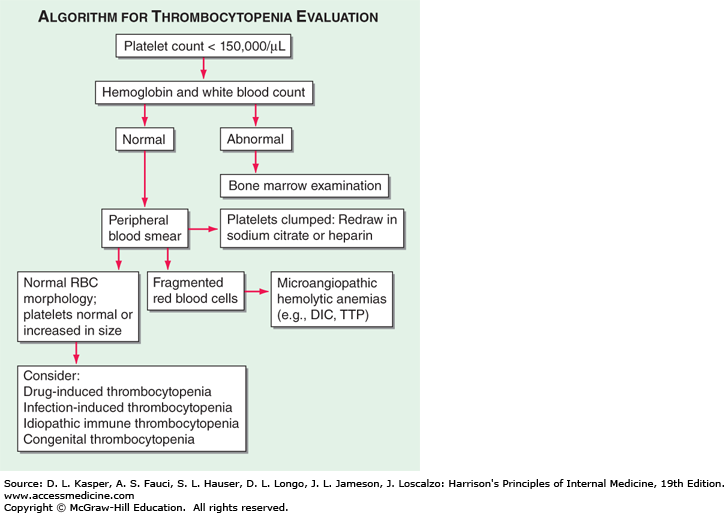 ALGORITHM FOR THROMBOCYTOPENIA EVALUATION
Platelet count < 150,000/μL
Hemoglobin and white blood count
Normal
Abnormal
Bone marrow examination
Peripheral
blood smear
Platelets clumped: Redraw in
sodium citrate or heparin
Normal RBC
morphology;
platelets normal or
increased in size
Fragmented
red blood cells
Microangiopathic
hemolytic anemias
(e.g., DIC, TTP)
Consider:
Drug-induced thrombocytopenia
Infection-induced thrombocytopenia
Idiopathic immune thrombocytopenia
Congenital thrombocytopenia
Source: D. L. Kasper, A. S. Fauci, S. L. Hauser, D. L. Longo, J. L. Jameson, J. Loscalzo: Harrison's Principles of Internal Medicine, 19th Edition.
www.accessmedicine.com
Copyright © McGraw-Hill Education. All rights reserved.